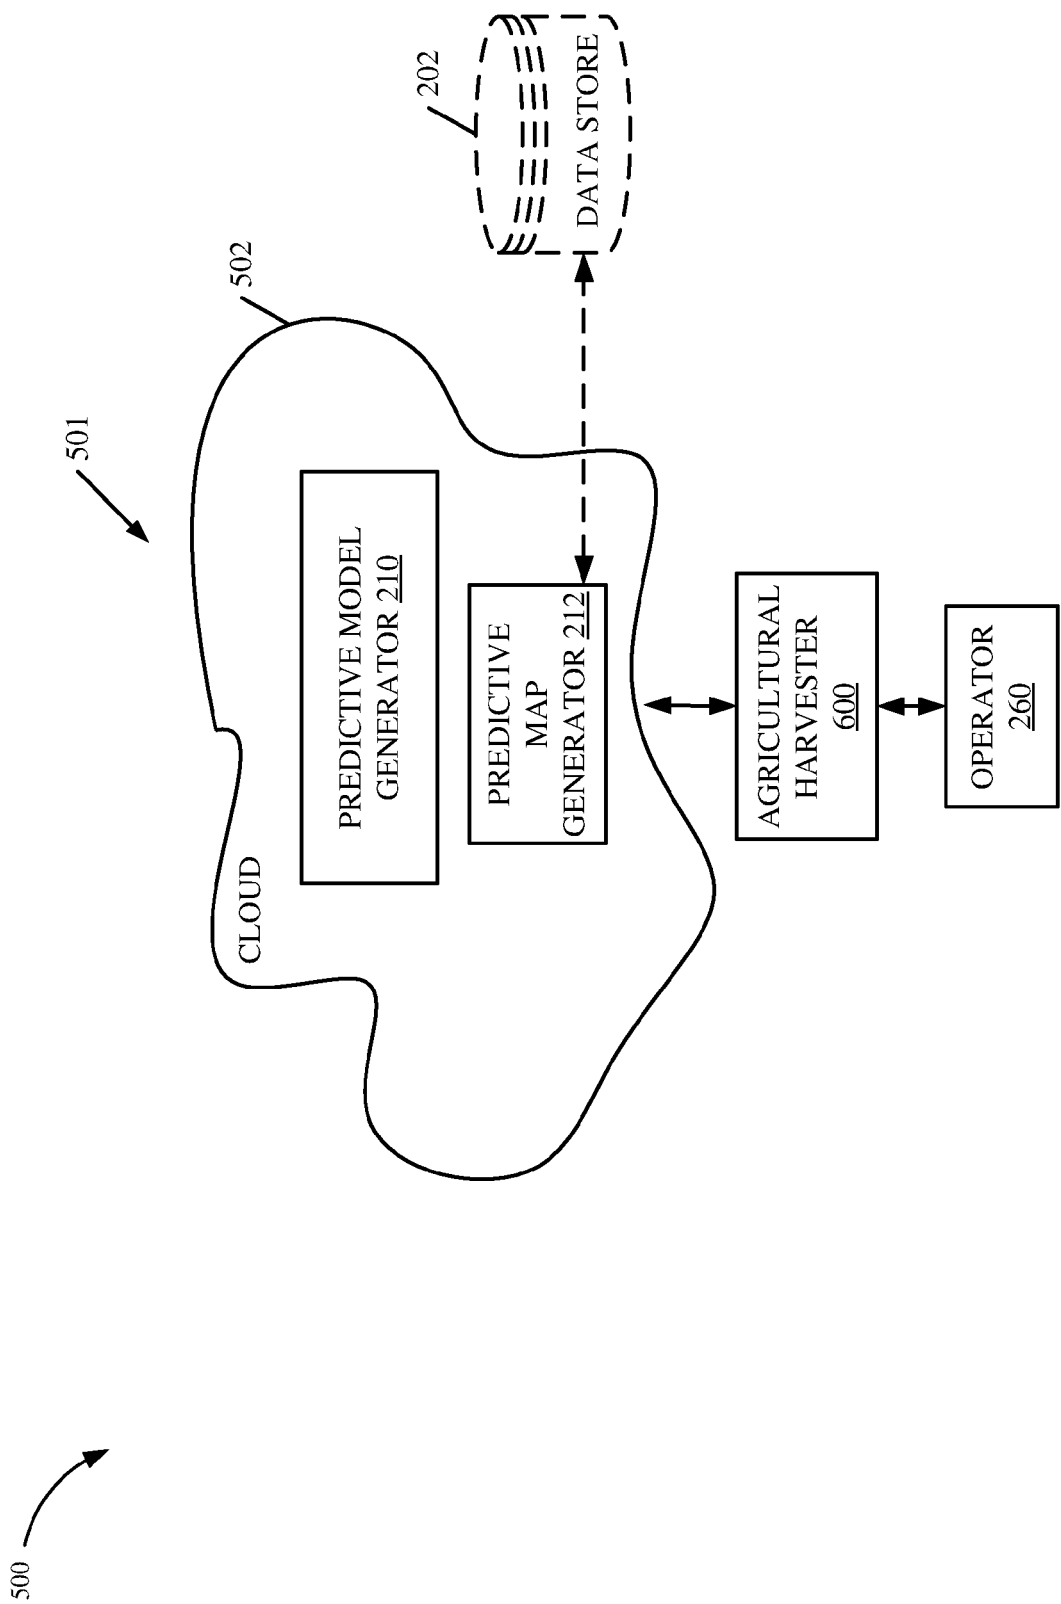 500
501
502
202
CLOUD
PREDICTIVE MODEL
GENERATOR 210
PREDICTIVE
MAP
GENERATOR 212
DATA STORE
AGRICULTURAL
HARVESTER
600
OPERATOR
260